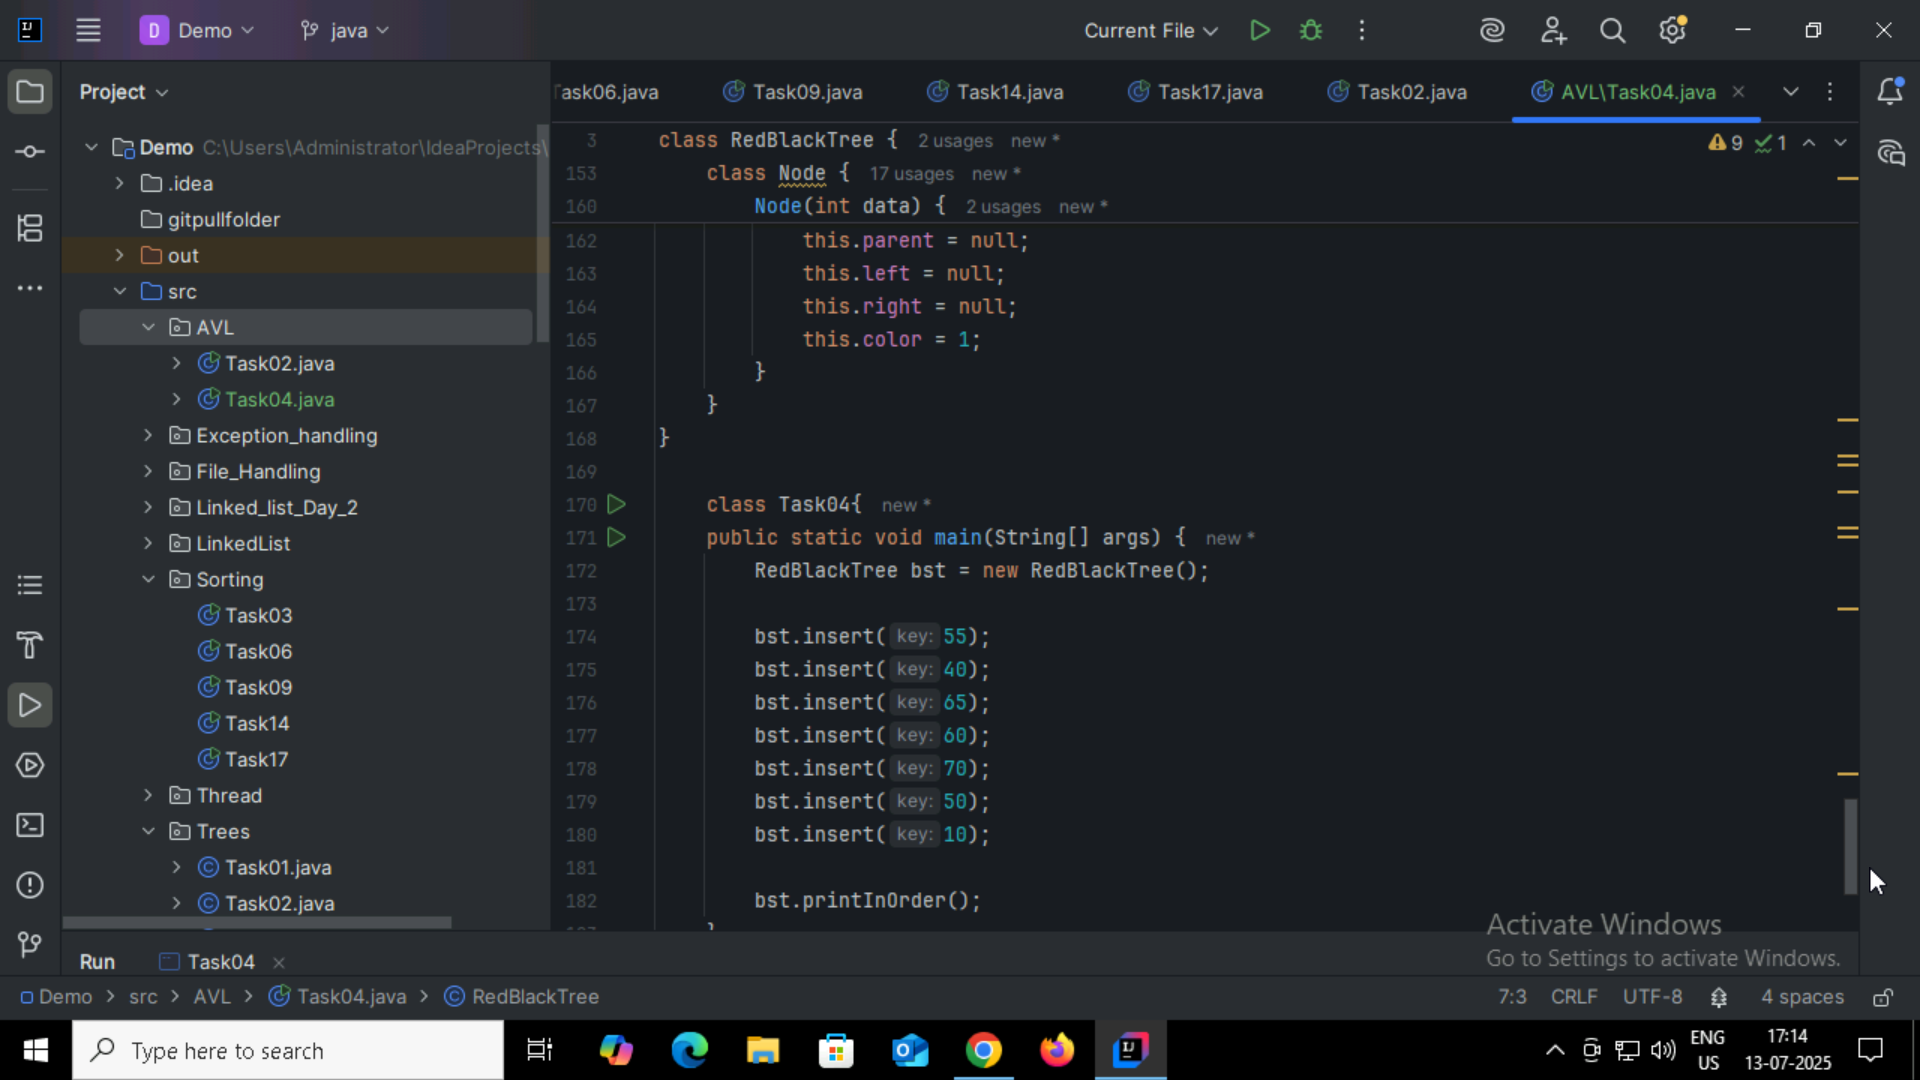 D Demo
java
Current File
Project
Task06.java
Task09.java
Task14.java
Task17.java
Task02.java
AVL\Task04.java
Demo C:\Users\Administrator\IdeaProjects\
.idea
gitpullfolder
out
src
AVL
Task02.java
Task04.java
Exception_handling
File_Handling
Linked_list_Day_2
LinkedList
Sorting
Task03
Task06
Task09
Task14
Task17
Thread
Trees
Task01.java
Task02.java
9 1
3 class RedBlackTree { 2 usages new *
153 class Node { 17 usages new *
160 Node(int data) { 2 usages new *
162 this.parent = null;
163 this.left = null;
164 this.right = null;
165 this.color = 1;
166 }
167 }
168 }
169
170 class Task04{ new *
171 public static void main(String[] args) { new *
172 RedBlackTree bst = new RedBlackTree();
173
174 bst.insert( key: 55);
175 bst.insert( key: 40);
176 bst.insert( key: 65);
177 bst.insert( key: 60);
178 bst.insert( key: 70);
179 bst.insert( key: 50);
180 bst.insert( key: 10);
181
182 bst.printInOrder();
Activate Windows
Go to Settings to activate Windows.
Run Task04
Demo > src > AVL > Task04.java > RedBlackTree
7:3 CRLF UTF-8 4 spaces
Type here to search
ENG
US
17:14
13-07-2025